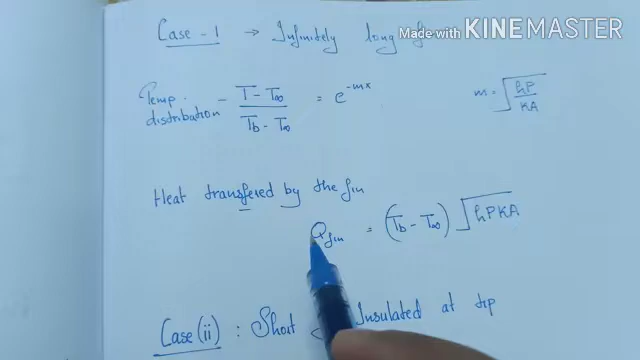 Case - 1 → Infinitely long
Made with KINEMASTER
Temp. distribution - T - T∞ / Tb - T∞ = e^-mx m = √hP/KA
Heat transfered by the fin
Qfin = (Tb - T∞) √hPKA
Case (ii) : Short Insulated at tip